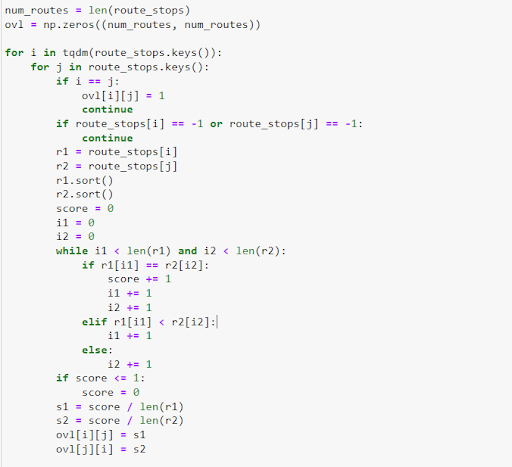 num_routes = len(route_stops)
ovl = np.zeros((num_routes, num_routes))

for i in tqdm(route_stops.keys()):
    for j in route_stops.keys():
        if i == j:
            ovl[i][j] = 1
            continue
        if route_stops[i] == -1 or route_stops[j] == -1:
            continue
        r1 = route_stops[i]
        r2 = route_stops[j]
        r1.sort()
        r2.sort()
        score = 0
        i1 = 0
        i2 = 0
        while i1 < len(r1) and i2 < len(r2):
            if r1[i1] == r2[i2]:
                score += 1
                i1 += 1
                i2 += 1
            elif r1[i1] < r2[i2]:
                i1 += 1
            else:
                i2 += 1
        if score <= 1:
            score = 0
        s1 = score / len(r1)
        s2 = score / len(r2)
        ovl[i][j] = s1
        ovl[j][i] = s2